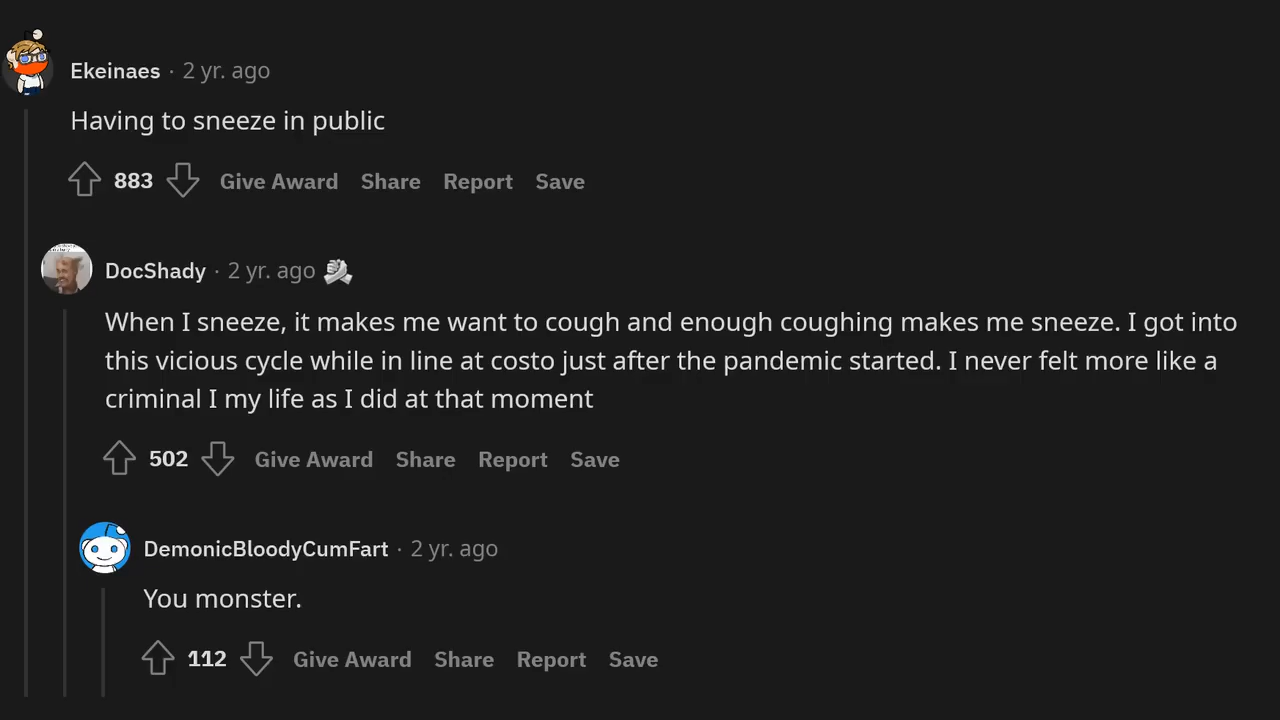 Ekeinaes · 2 yr. ago
Having to sneeze in public
883 Give Award Share Report Save
DocShady · 2 yr. ago
When I sneeze, it makes me want to cough and enough coughing makes me sneeze. I got into
this vicious cycle while in line at costo just after the pandemic started. I never felt more like a
criminal I my life as I did at that moment
502 Give Award Share Report Save
DemonicBloodyCumFart · 2 yr. ago
You monster.
112 Give Award Share Report Save